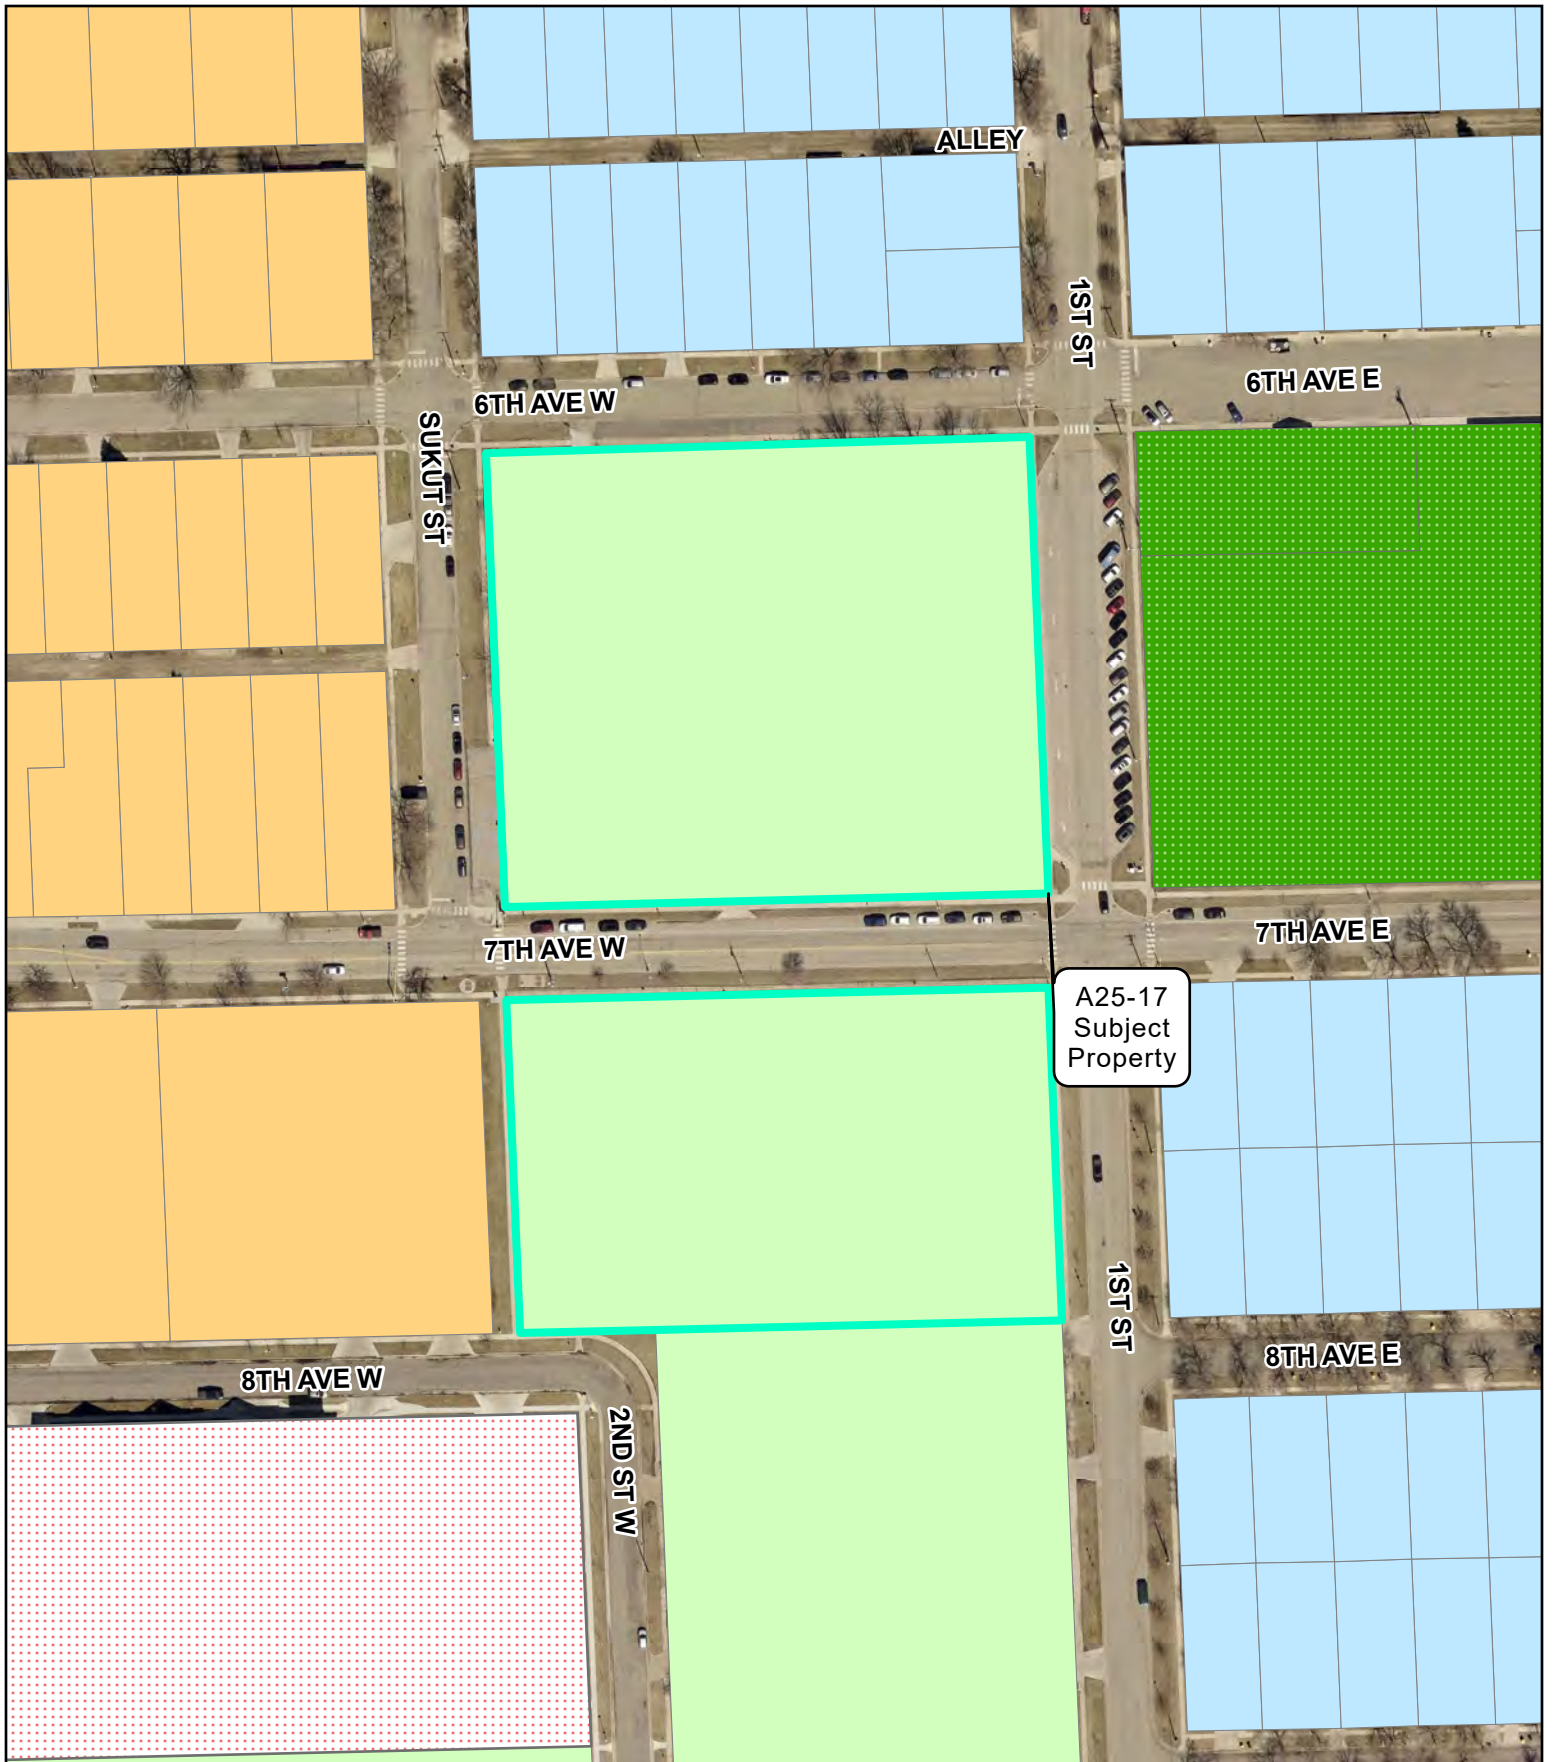 ALLEY
1ST ST
6TH AVE E
6TH AVE W
SUKUT ST
7TH AVE E
7TH AVE W
A25-17
Subject
Property
1ST ST
8TH AVE E
8TH AVE W
2ND ST W